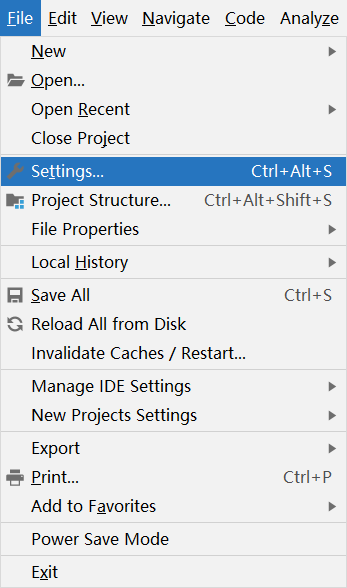 File Edit View Navigate Code Analyze
New
Open...
Open Recent
Close Project
Settings... Ctrl+Alt+S
Project Structure... Ctrl+Alt+Shift+S
File Properties
Local History
Save All Ctrl+S
Reload All from Disk
Invalidate Caches / Restart...
Manage IDE Settings
New Projects Settings
Export
Print... Ctrl+P
Add to Favorites
Power Save Mode
Exit